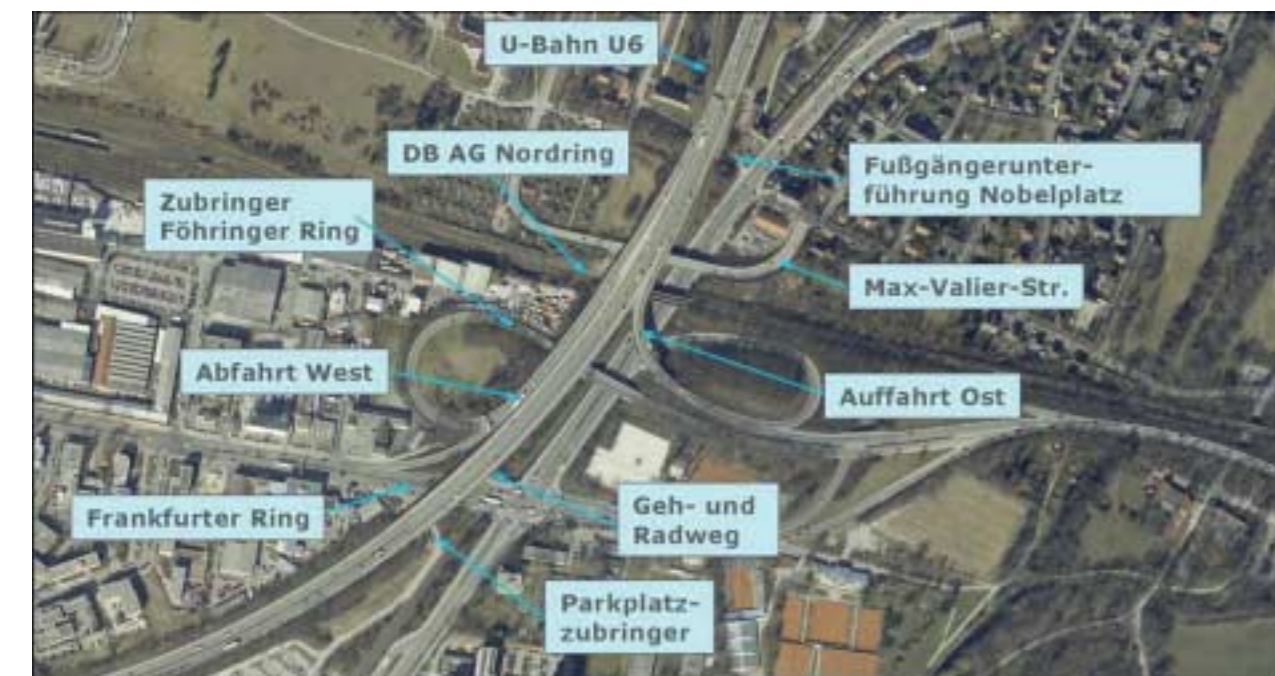 U-Bahn U6
DB AG Nordring
Fußgängerunter-
führung Nobelplatz
Zubringer
Föhringer Ring
Max-Valier-Str.
Abfahrt West
Auffahrt Ost
Frankfurter Ring
Geh- und
Radweg
Parkplatz-
zubringer